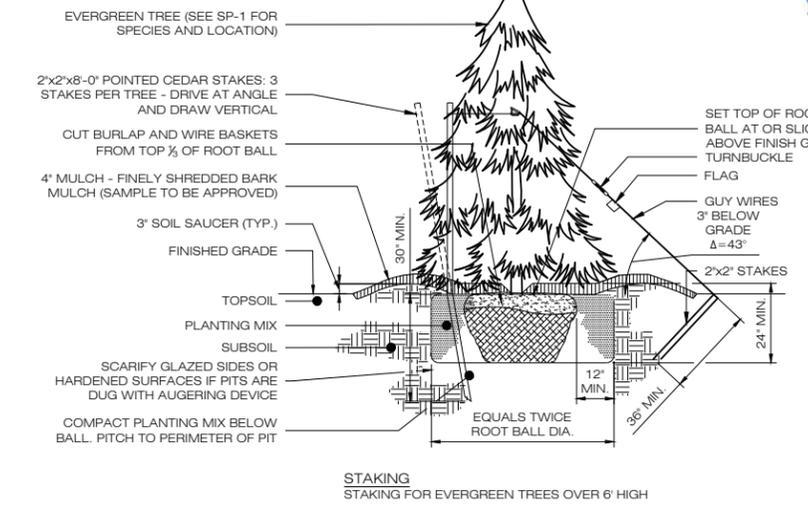 EVERGREEN TREE (SEE SP-1 FOR
SPECIES AND LOCATION)
2"x2"x8'-0" POINTED CEDAR STAKES: 3
STAKES PER TREE - DRIVE AT ANGLE
AND DRAW VERTICAL
CUT BURLAP AND WIRE BASKETS
FROM TOP ⅓ OF ROOT BALL
4" MULCH - FINELY SHREDDED BARK
MULCH (SAMPLE TO BE APPROVED)
3" SOIL SAUCER (TYP.)
FINISHED GRADE
TOPSOIL
PLANTING MIX
SUBSOIL
SCARIFY GLAZED SIDES OR
HARDENED SURFACES IF PITS ARE
DUG WITH AUGERING DEVICE
COMPACT PLANTING MIX BELOW
BALL. PITCH TO PERIMETER OF PIT
30" MIN.
SET TOP OF ROO
BALL AT OR SLIG
ABOVE FINISH G
TURNBUCKLE
FLAG
GUY WIRES
3" BELOW
GRADE
Δ=43°
2"x2" STAKES
24" MIN.
36" MIN.
12"
MIN.
EQUALS TWICE
ROOT BALL DIA.
STAKING
STAKING FOR EVERGREEN TREES OVER 6' HIGH